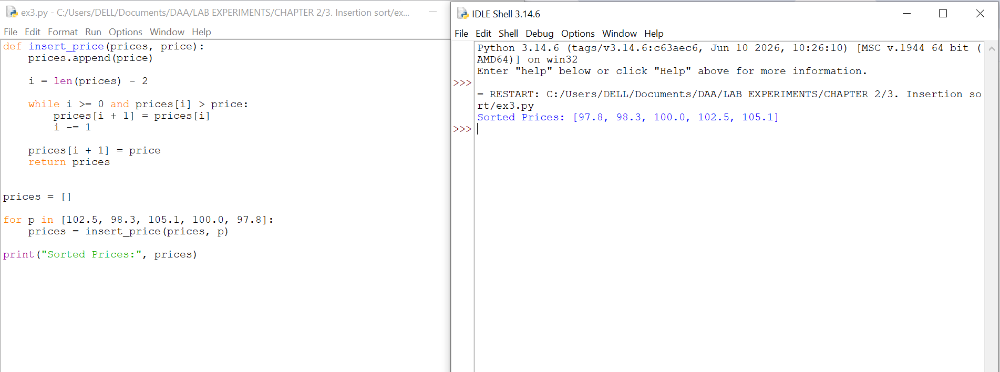 ex3.py - C:/Users/DELL/Documents/DAA/LAB EXPERIMENTS/CHAPTER 2/3. Insertion sort/ex...
File Edit Format Run Options Window Help
def insert_price(prices, price):
    prices.append(price)
    i = len(prices) - 2
    while i >= 0 and prices[i] > price:
        prices[i + 1] = prices[i]
        i -= 1
    prices[i + 1] = price
    return prices
prices = []
for p in [102.5, 98.3, 105.1, 100.0, 97.8]:
    prices = insert_price(prices, p)
print("Sorted Prices:", prices)
IDLE Shell 3.14.6
File Edit Shell Debug Options Window Help
Python 3.14.6 (tags/v3.14.6:c63aec6, Jun 10 2026, 10:26:10) [MSC v.1944 64 bit (
AMD64)] on win32
Enter "help" below or click "Help" above for more information.
>>>
= RESTART: C:/Users/DELL/Documents/DAA/LAB EXPERIMENTS/CHAPTER 2/3. Insertion so
rt/ex3.py
Sorted Prices: [97.8, 98.3, 100.0, 102.5, 105.1]
>>>